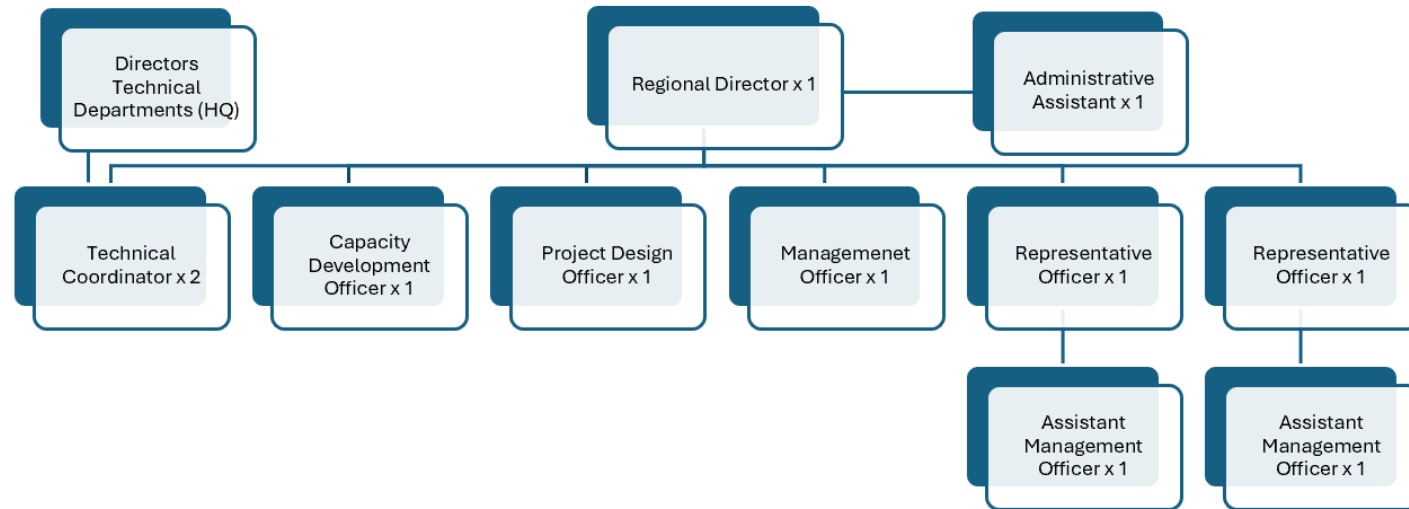 Directors
Technical
Departments (HQ)
Regional Director x 1
Administrative
Assistant x 1
Technical
Coordinator x 2
Capacity
Development
Officer x 1
Project Design
Officer x 1
Managemenet
Officer x 1
Representative
Officer x 1
Representative
Officer x 1
Assistant
Management
Officer x 1
Assistant
Management
Officer x 1